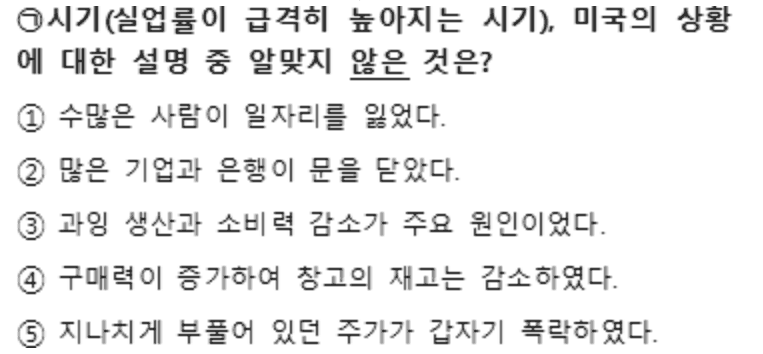 ㉠시기(실업률이 급격히 높아지는 시기), 미국의 상황
에 대한 설명 중 알맞지 않은 것은?
① 수많은 사람이 일자리를 잃었다.
② 많은 기업과 은행이 문을 닫았다.
③ 과잉 생산과 소비력 감소가 주요 원인이었다.
④ 구매력이 증가하여 창고의 재고는 감소하였다.
⑤ 지나치게 부풀어 있던 주가가 갑자기 폭락하였다.